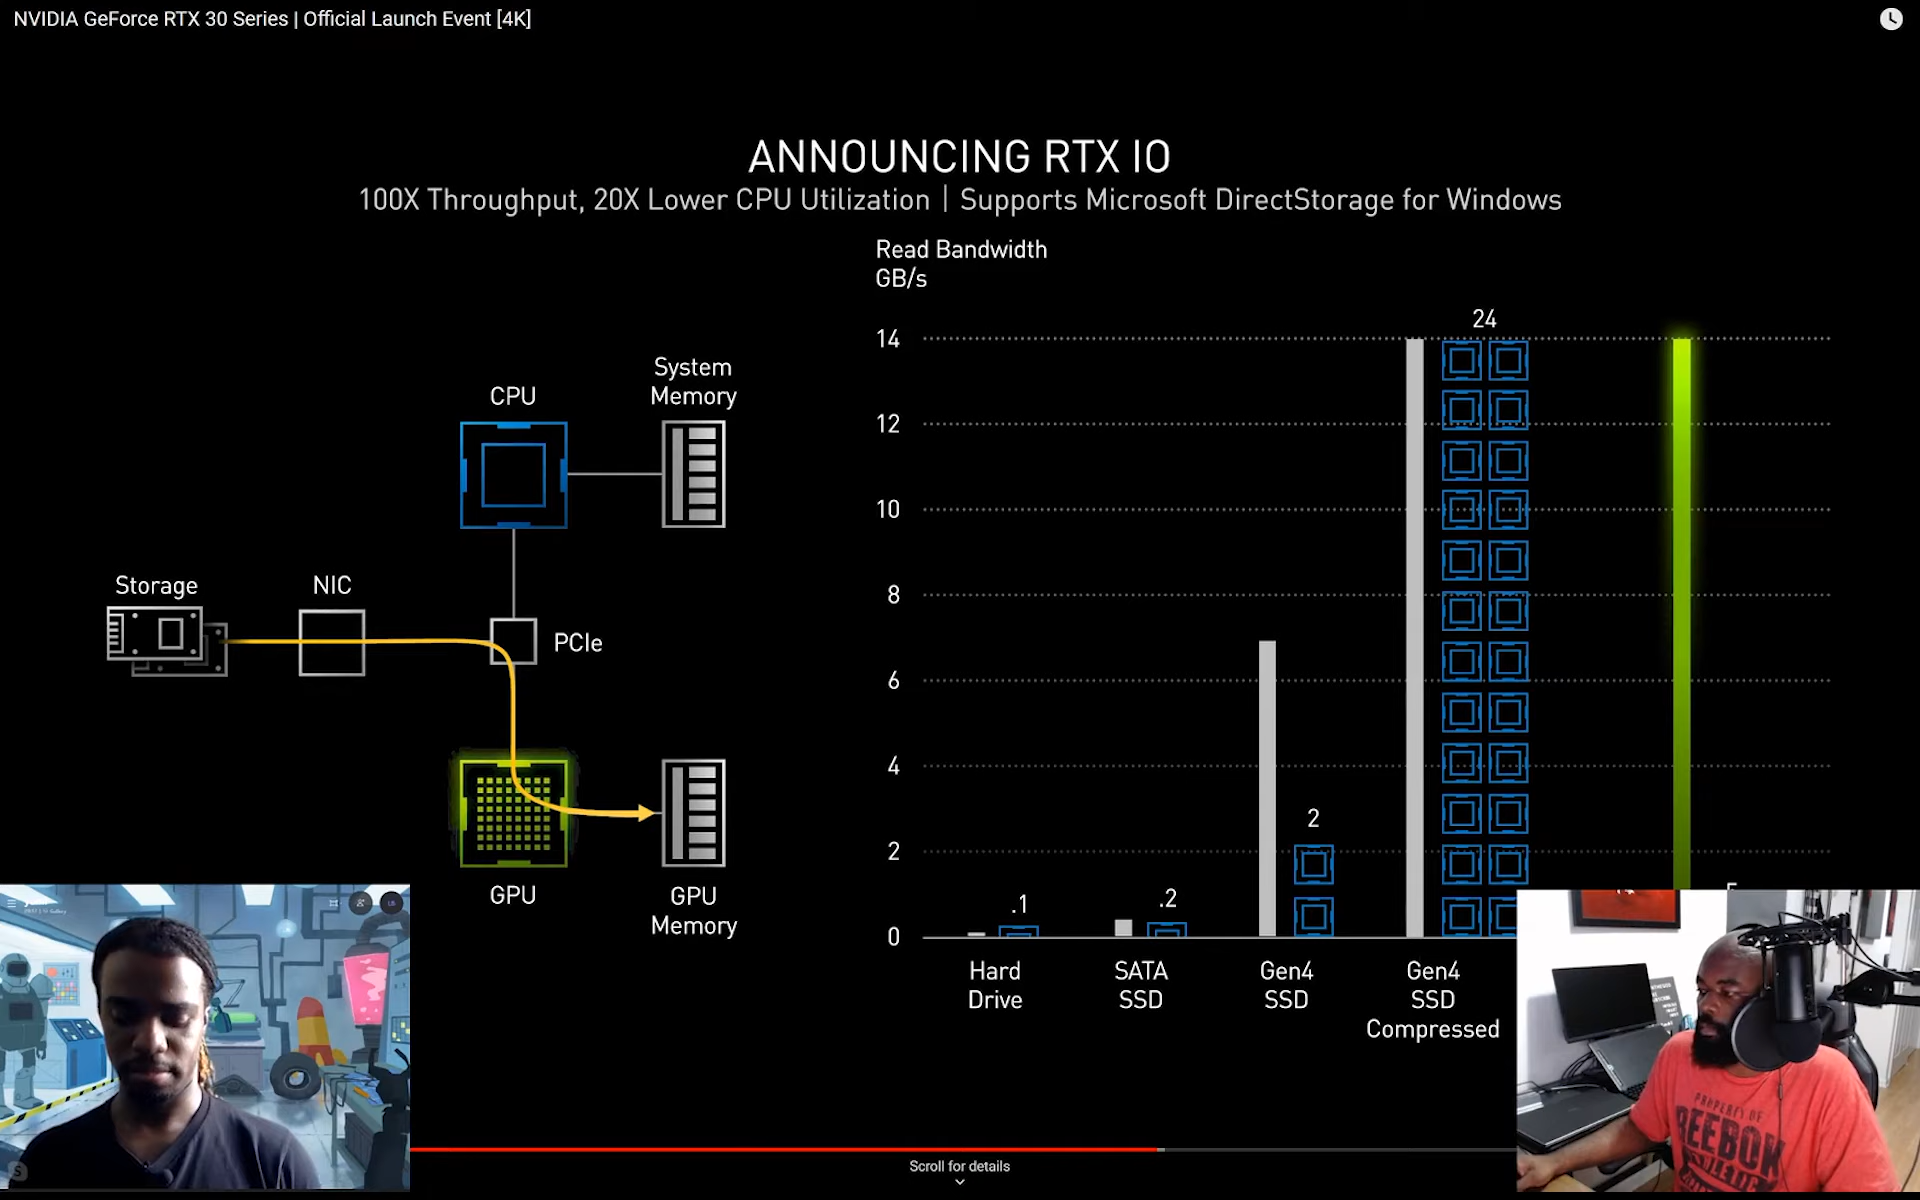 NVIDIA GeForce RTX 30 Series | Official Launch Event [4K]
ANNOUNCING RTX IO
100X Throughput, 20X Lower CPU Utilization | Supports Microsoft DirectStorage for Windows
Read Bandwidth
GB/s
14
12
10
8
6
4
2
0
24
2
.2
.1
Hard
Drive
SATA
SSD
Gen4
SSD
Gen4
SSD
Compressed
CPU
System
Memory
Storage
NIC
PCIe
GPU
GPU
Memory
PROPERTY OF
REEBOK
Scroll for details